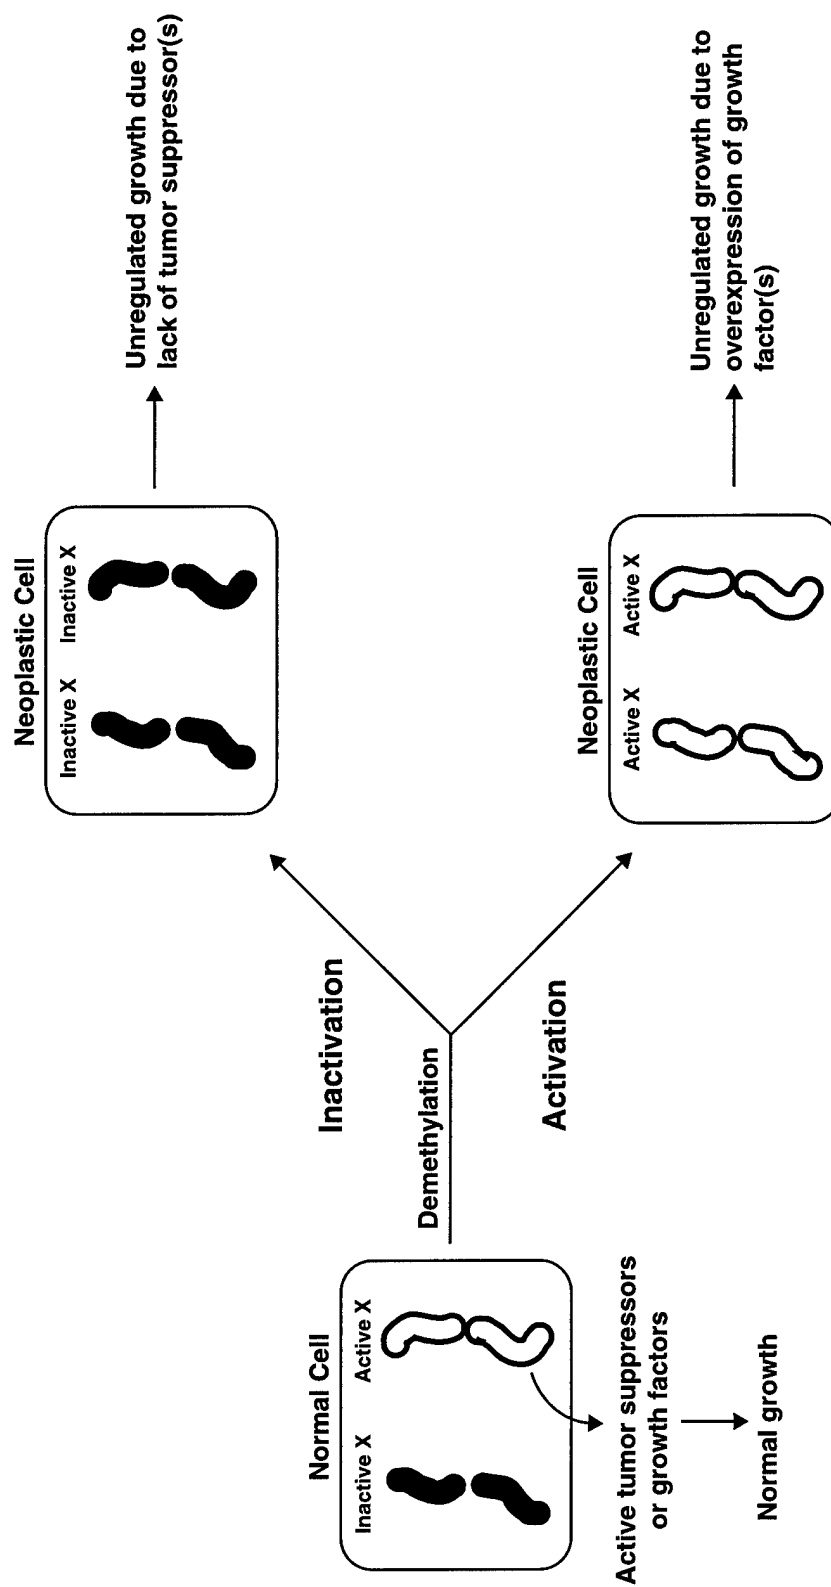 Normal Cell
Inactive X
Active X
Active tumor suppressors
or growth factors
Normal growth
Demethylation
Inactivation
Activation
Neoplastic Cell
Inactive X
Inactive X
Unregulated growth due to
lack of tumor suppressor(s)
Neoplastic Cell
Active X
Active X
Unregulated growth due to
overexpression of growth
factor(s)